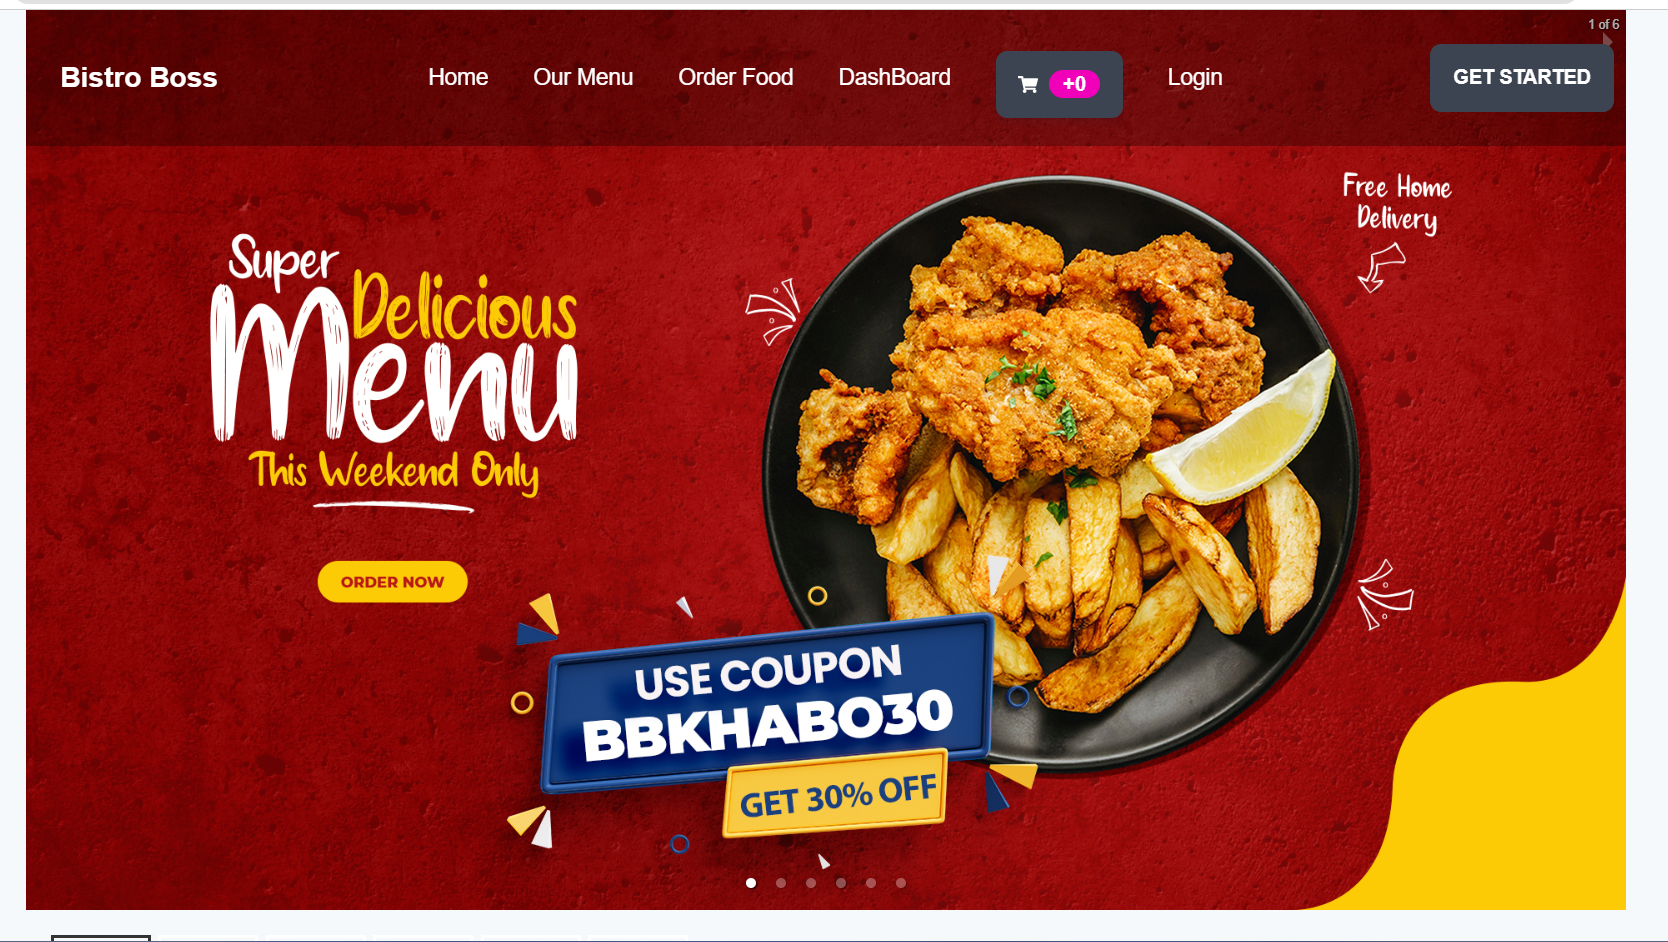 1 of 6
Bistro Boss
Home
Our Menu
Order Food
DashBoard
+0
Login
GET STARTED
Free Home
Delivery
Super
Delicious
Menu
This Weekend Only
ORDER NOW
USE COUPON
BBKHABO30
GET 30% OFF